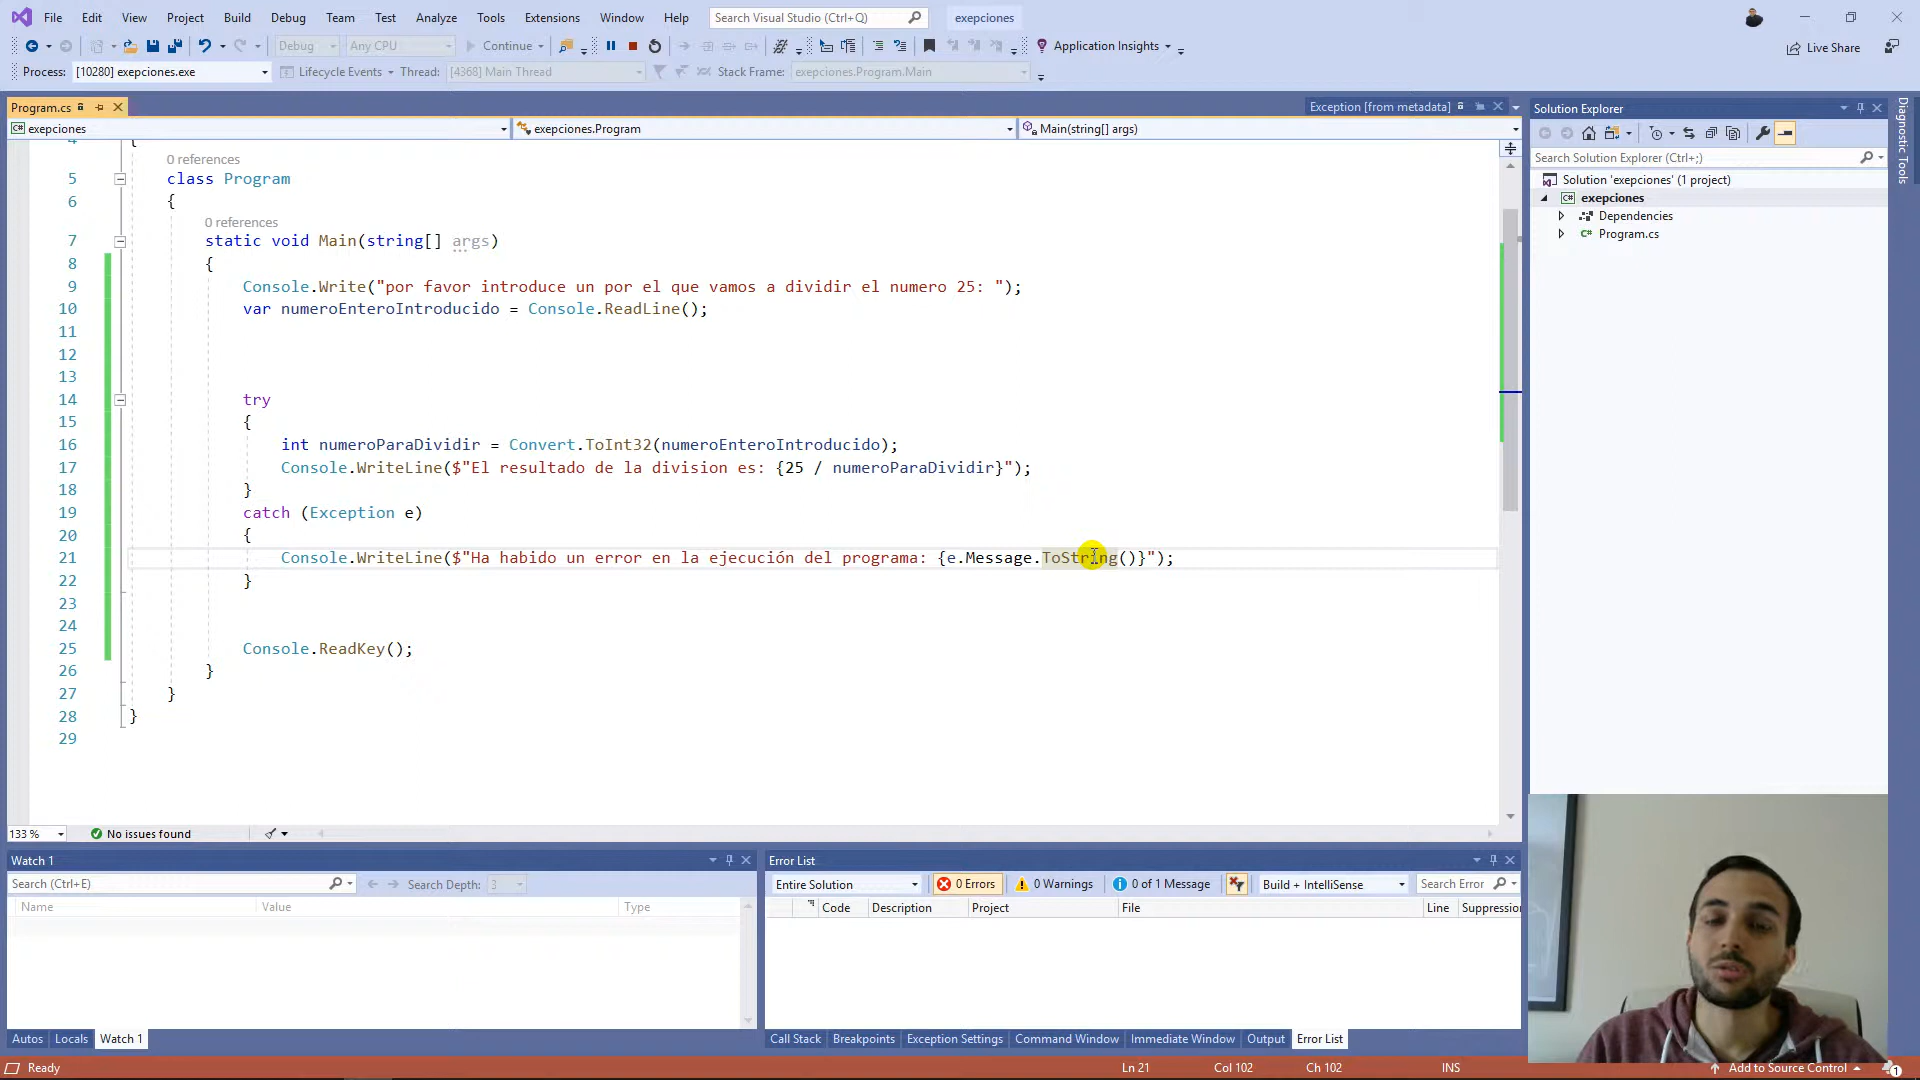 File Edit View Project Build Debug Team Test Analyze Tools Extensions Window Help Search Visual Studio (Ctrl+Q) exepciones
Debug Any CPU Continue Application Insights Live Share
Process: [10280] exepciones.exe Lifecycle Events Thread: [4368] Main Thread Stack Frame: exepciones.Program.Main
Program.cs Exception [from metadata]
C# exepciones exepciones.Program Main(string[] args)
4 {
0 references
5 class Program
6 {
0 references
7 static void Main(string[] args)
8 {
9 Console.Write("por favor introduce un por el que vamos a dividir el numero 25: ");
10 var numeroEnteroIntroducido = Console.ReadLine();
11
12
13
14 try
15 {
16 int numeroParaDividir = Convert.ToInt32(numeroEnteroIntroducido);
17 Console.WriteLine($"El resultado de la division es: {25 / numeroParaDividir}");
18 }
19 catch (Exception e)
20 {
21 Console.WriteLine($"Ha habido un error en la ejecución del programa: {e.Message.ToString()}");
22 }
23
24
25 Console.ReadKey();
26 }
27 }
28 }
29
133 % No issues found
Solution Explorer
Search Solution Explorer (Ctrl+;)
Solution 'exepciones' (1 project)
C# exepciones
Dependencies
C# Program.cs
Diagnostic Tools
Watch 1
Search (Ctrl+E) Search Depth: 3
Name Value Type
Autos Locals Watch 1
Error List
Entire Solution 0 Errors 0 Warnings 0 of 1 Message Build + IntelliSense Search Error
Code Description Project File Line Suppression
Call Stack Breakpoints Exception Settings Command Window Immediate Window Output Error List
Ready Ln 21 Col 102 Ch 102 INS Add to Source Control 1